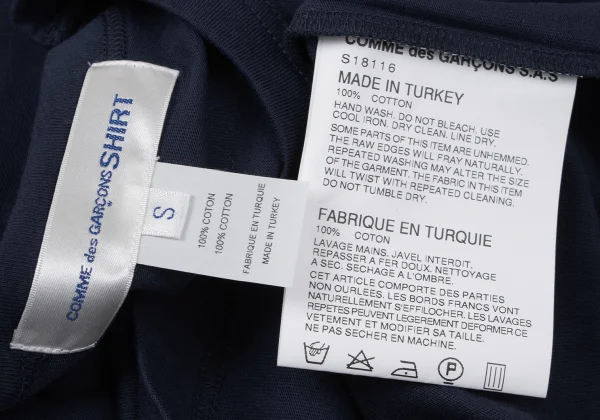 COMME des GARÇONS SHIRT
S
100% COTTON
100% COTTON
FABRIQUE EN TURQUIE
MADE IN TURKEY
COMME des GARÇONS S.A.S
S18116
MADE IN TURKEY
100% COTTON
HAND WASH. DO NOT BLEACH. USE
COOL IRON. DRY CLEAN. LINE DRY.
SOME PARTS OF THIS ITEM ARE UNHEMMED.
THE RAW EDGES WILL FRAY NATURALLY.
REPEATED WASHING MAY ALTER THE SIZE
OF THE GARMENT. THE FABRIC IN THIS ITEM
WILL TWIST WITH REPEATED CLEANING.
DO NOT TUMBLE DRY.
FABRIQUE EN TURQUIE
100% COTON
LAVAGE MAINS. JAVEL INTERDIT.
REPASSER A FER DOUX. NETTOYAGE
A SEC. SECHAGE A L'OMBRE.
CET ARTICLE COMPORTE DES PARTIES
NON OURLEES. LES BORDS FRANCS VONT
NATURELLEMENT S'EFFILOCHER. LES LAVAGES
REPETES PEUVENT LEGEREMENT DEFORMER CE
VETEMENT ET MODIFIER SA TAILLE.
NE PAS SECHER EN MACHINE.
P